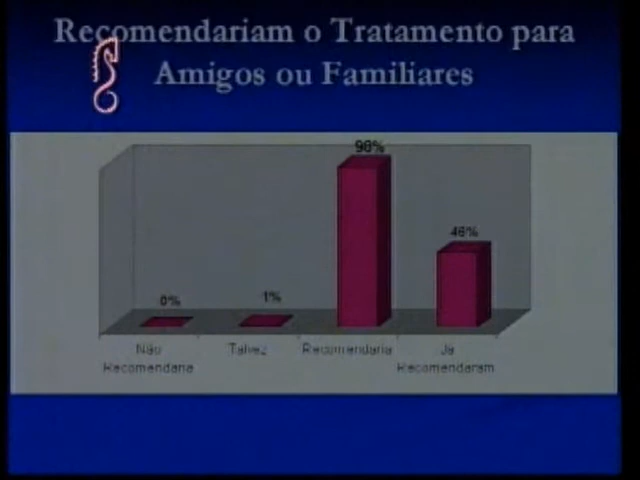 Recomendariam o Tratamento para
Amigos ou Familiares
98%
46%
0%
1%
Não
Recomendaria
Talvez
Recomendaria
Já
Recomendaram